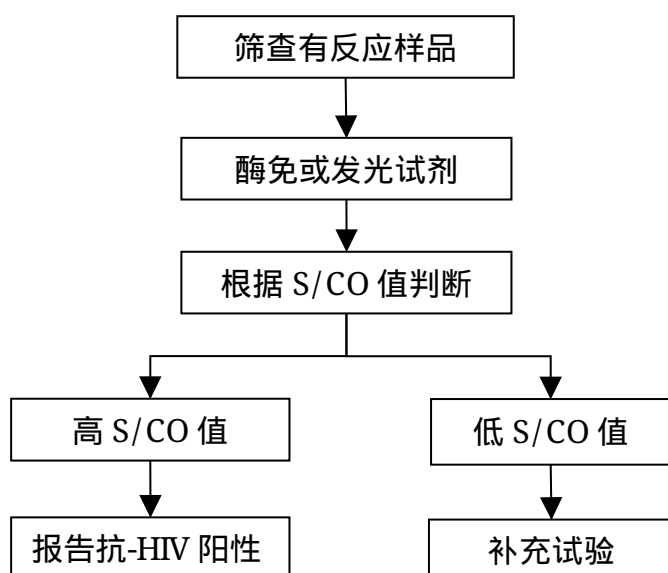 筛查有反应样品
酶免或发光试剂
根据 S/CO 值判断
高 S/CO 值
低 S/CO 值
报告抗-HIV 阳性
补充试验